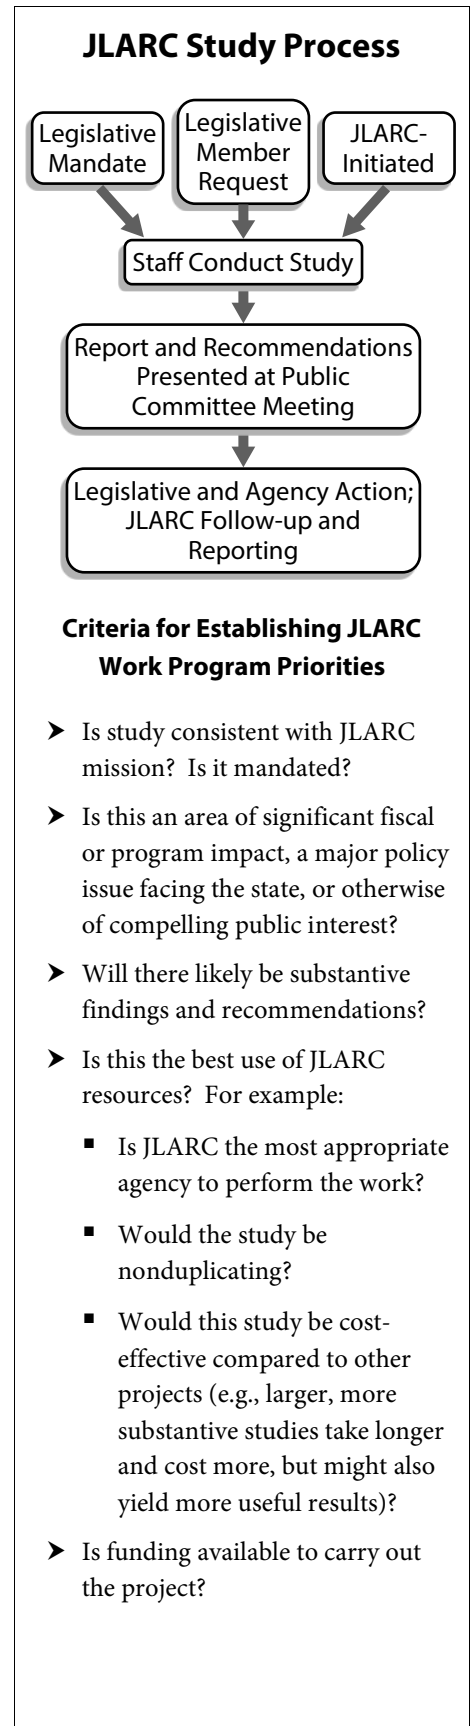 JLARC Study Process
Legislative
Mandate
Legislative
Member
Request
JLARC-
Initiated
Staff Conduct Study
Report and Recommendations
Presented at Public
Committee Meeting
Legislative and Agency Action;
JLARC Follow-up and
Reporting
Criteria for Establishing JLARC
Work Program Priorities
➤ Is study consistent with JLARC
mission?  Is it mandated?
➤ Is this an area of significant fiscal
or program impact, a major policy
issue facing the state, or otherwise
of compelling public interest?
➤ Will there likely be substantive
findings and recommendations?
➤ Is this the best use of JLARC
resources?  For example:
▪ Is JLARC the most appropriate
agency to perform the work?
▪ Would the study be
nonduplicating?
▪ Would this study be cost-
effective compared to other
projects (e.g., larger, more
substantive studies take longer
and cost more, but might also
yield more useful results)?
➤ Is funding available to carry out
the project?